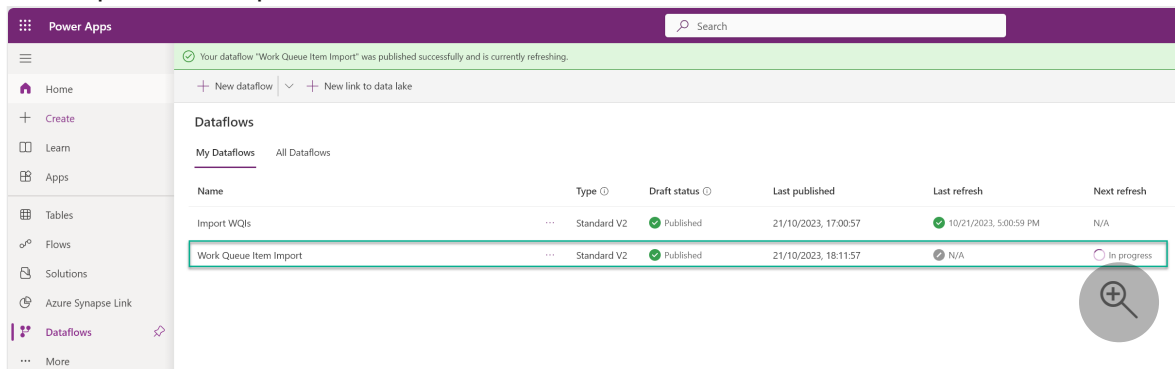 Power Apps
Search
Your dataflow "Work Queue Item Import" was published successfully and is currently refreshing.
Home
New dataflow
New link to data lake
Create
Dataflows
Learn
My Dataflows All Dataflows
Apps
Name Type Draft status Last published Last refresh Next refresh
Tables
Import WQIs ... Standard V2 Published 21/10/2023, 17:00:57 10/21/2023, 5:00:59 PM N/A
Flows
Work Queue Item Import ... Standard V2 Published 21/10/2023, 18:11:57 N/A In progress
Solutions
Azure Synapse Link
Dataflows
... More